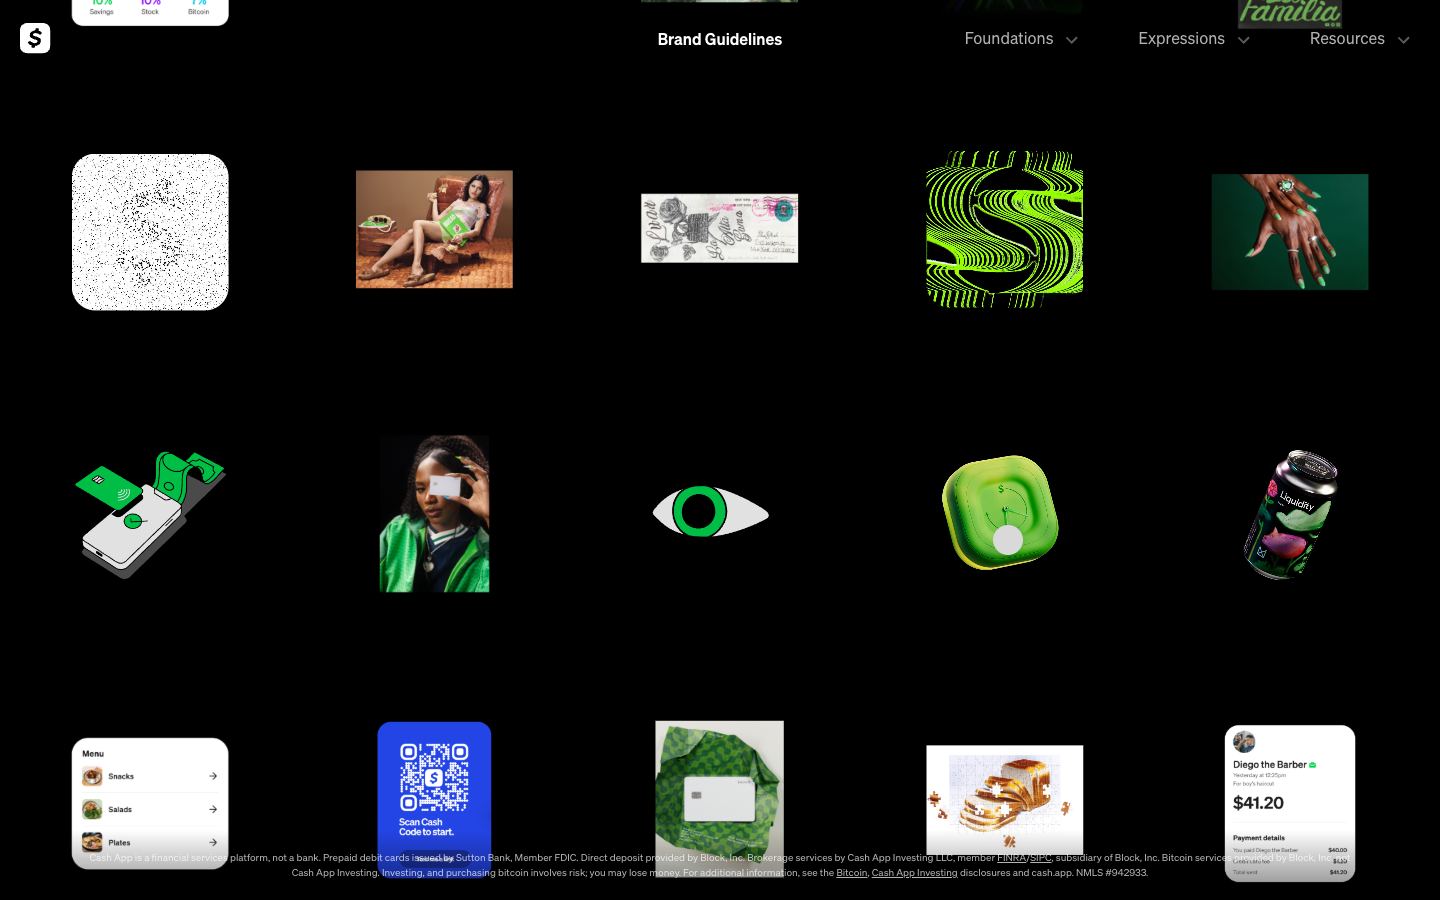 10% 10% 1%
Savings Stock Bitcoin
Familia
$
Brand Guidelines
Foundations
Expressions
Resources
$
Liquidity
Menu
Snacks
Salads
Plates
$
Scan Cash
Code to start.
Diego the Barber
Yesterday at 12:25pm
For boy's haircut
$41.20
Payment details
You paid Diego the Barber $40.00
$1.20
Total sent $41.20
Cash App is a financial services platform, not a bank. Prepaid debit cards issued by Sutton Bank, Member FDIC. Direct deposit provided by Block, Inc. Brokerage services by Cash App Investing LLC, member FINRA/SIPC, subsidiary of Block, Inc. Bitcoin services provided by Block, Inc.
Cash App Investing. Investing, and purchasing bitcoin involves risk; you may lose money. For additional information, see the Bitcoin, Cash App Investing disclosures and cash.app. NMLS #942933.